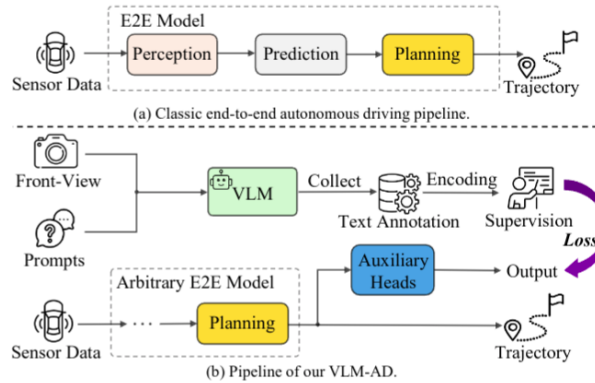 E2E Model
Perception
Prediction
Planning
Sensor Data
Trajectory
(a) Classic end-to-end autonomous driving pipeline.
Front-View
Prompts
VLM
Collect
Text Annotation
Encoding
Supervision
Loss
Arbitrary E2E Model
Auxiliary
Heads
Output
...
Planning
Sensor Data
Trajectory
(b) Pipeline of our VLM-AD.